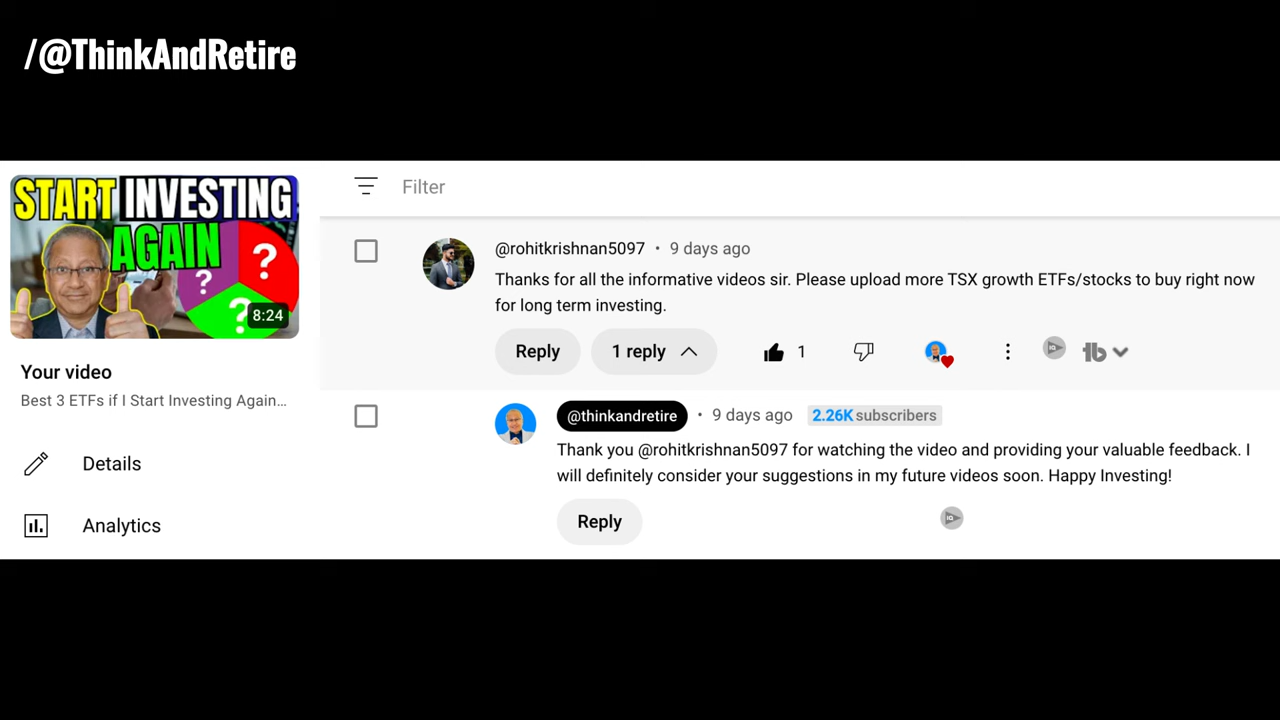 /@ThinkAndRetire
START INVESTING
AGAIN
?
?
?
8:24
Your video
Best 3 ETFs if I Start Investing Again…
Details
Analytics
Filter
@rohitkrishnan5097 • 9 days ago
Thanks for all the informative videos sir. Please upload more TSX growth ETFs/stocks to buy right now
for long term investing.
Reply 1 reply 1
@thinkandretire • 9 days ago 2.26K subscribers
Thank you @rohitkrishnan5097 for watching the video and providing your valuable feedback. I
will definitely consider your suggestions in my future videos soon. Happy Investing!
Reply